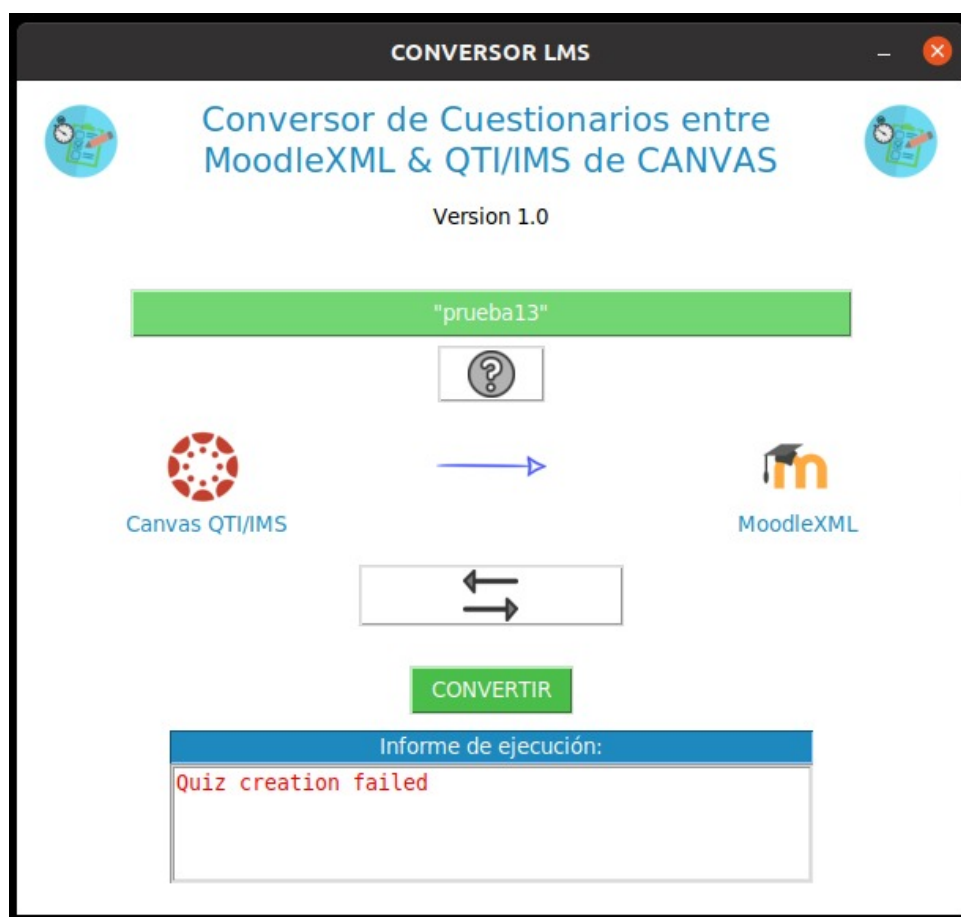 CONVERSOR LMS
Conversor de Cuestionarios entre
MoodleXML & QTI/IMS de CANVAS
Version 1.0
"prueba13"
?
Canvas QTI/IMS
m
MoodleXML
CONVERTIR
Informe de ejecución:
Quiz creation failed